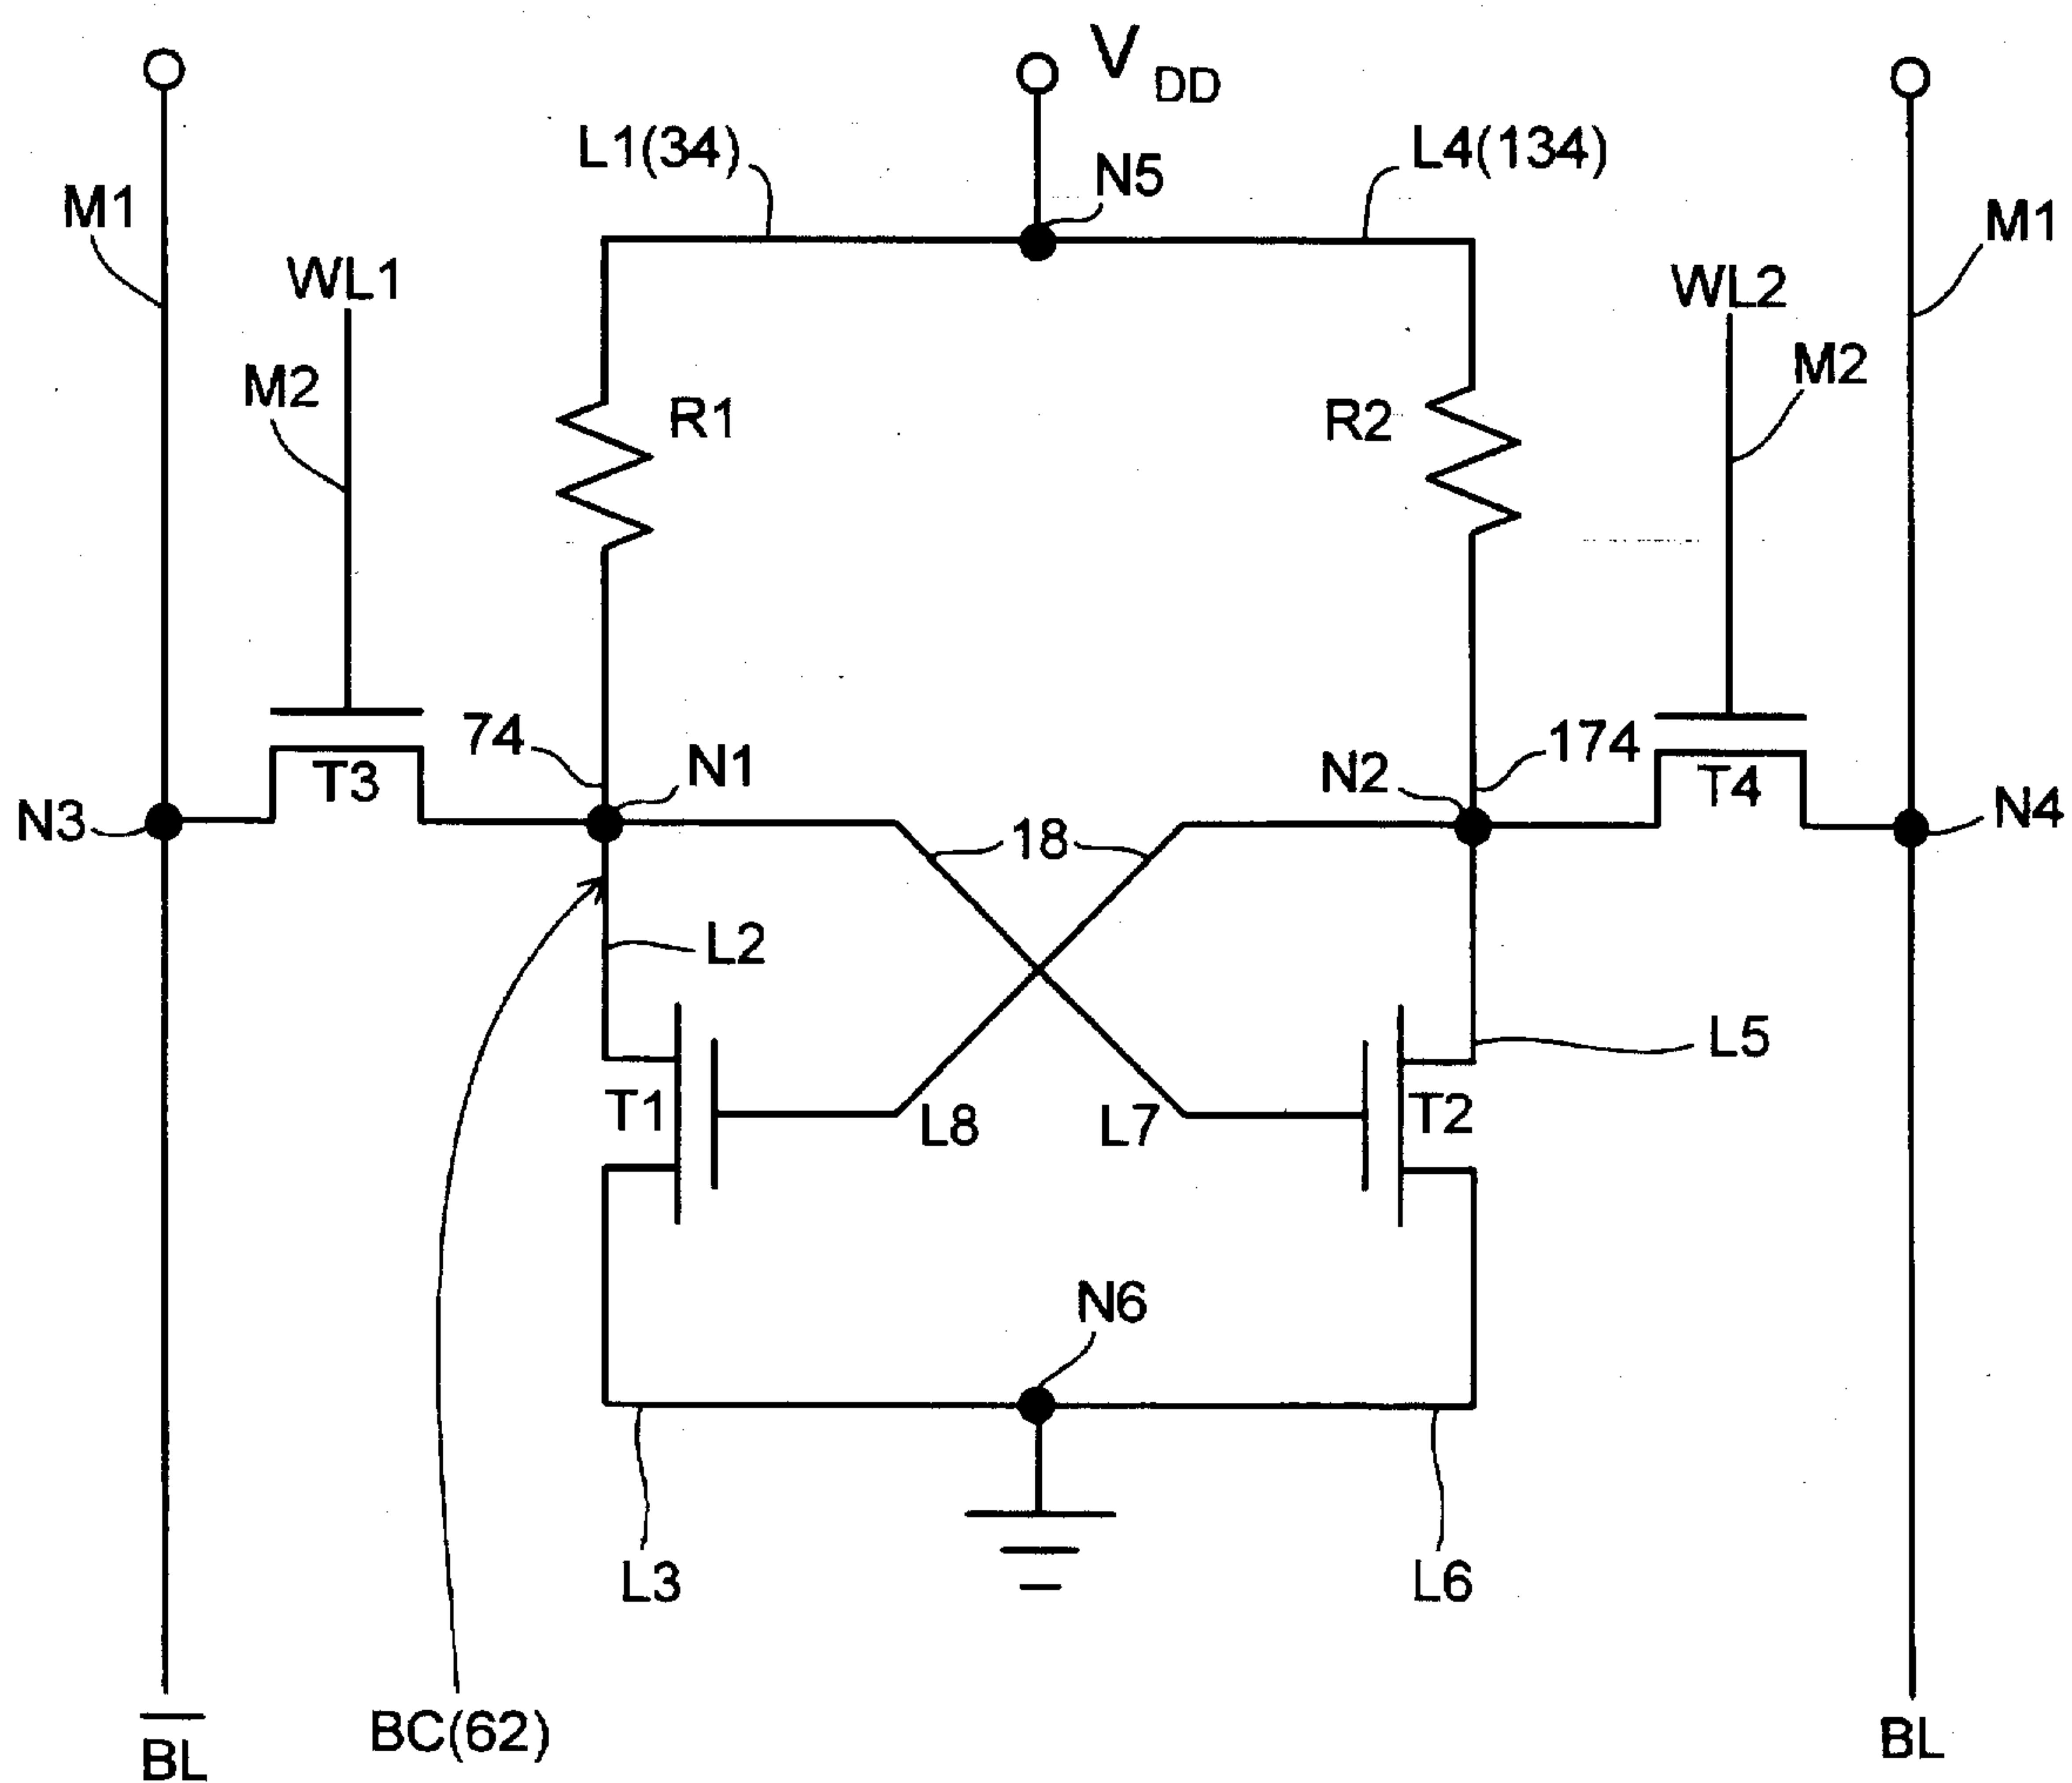 V DD
L1(34)
L4(134)
N5
M1
M1
WL1
WL2
M2
M2
R1
R2
74
N1
N2
174
T3
T4
N3
18
N4
L2
L5
T1
L8
L7
T2
N6
L3
L6
BC(62)
B̅L̅
BL